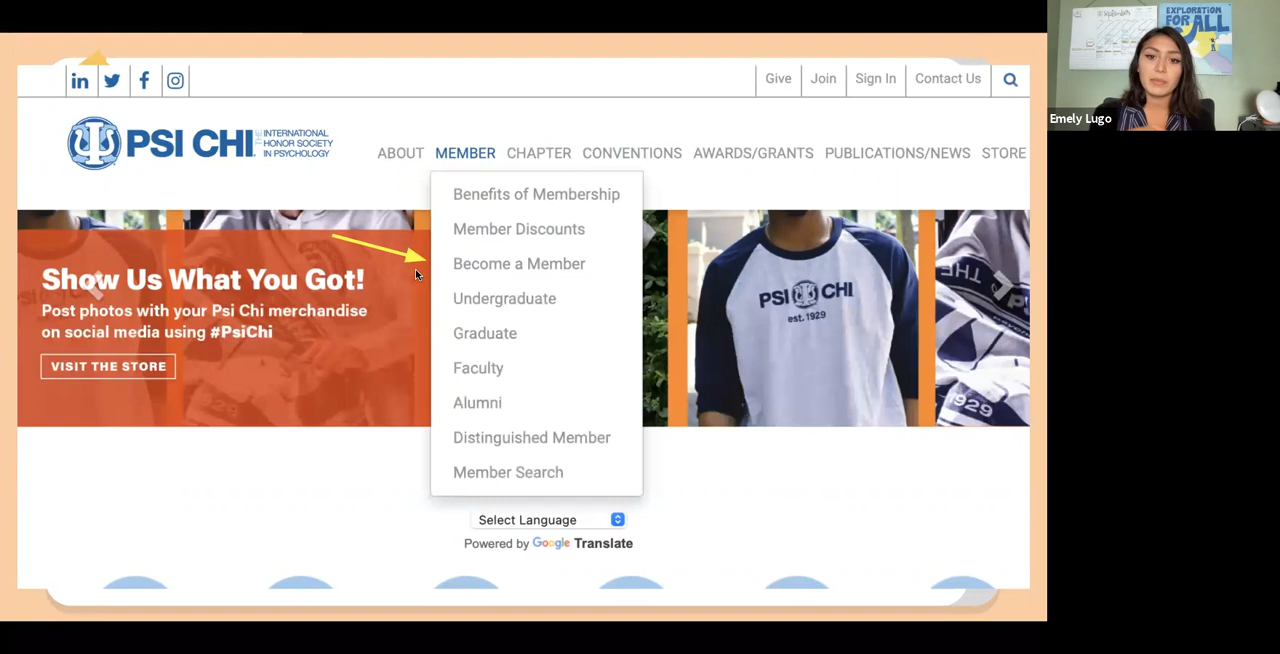 Give
Join
Sign In
Contact Us
PSI CHI
THE INTERNATIONAL
HONOR SOCIETY
IN PSYCHOLOGY
ABOUT
MEMBER
CHAPTER
CONVENTIONS
AWARDS/GRANTS
PUBLICATIONS/NEWS
STORE
Benefits of Membership
Member Discounts
Become a Member
Undergraduate
Graduate
Faculty
Alumni
Distinguished Member
Member Search
Show Us What You Got!
Post photos with your Psi Chi merchandise
on social media using #PsiChi
VISIT THE STORE
PSI CHI
est. 1929
THE
1929
Select Language
Powered by Google Translate
EXPLORATION
FOR
ALL
Emely Lugo